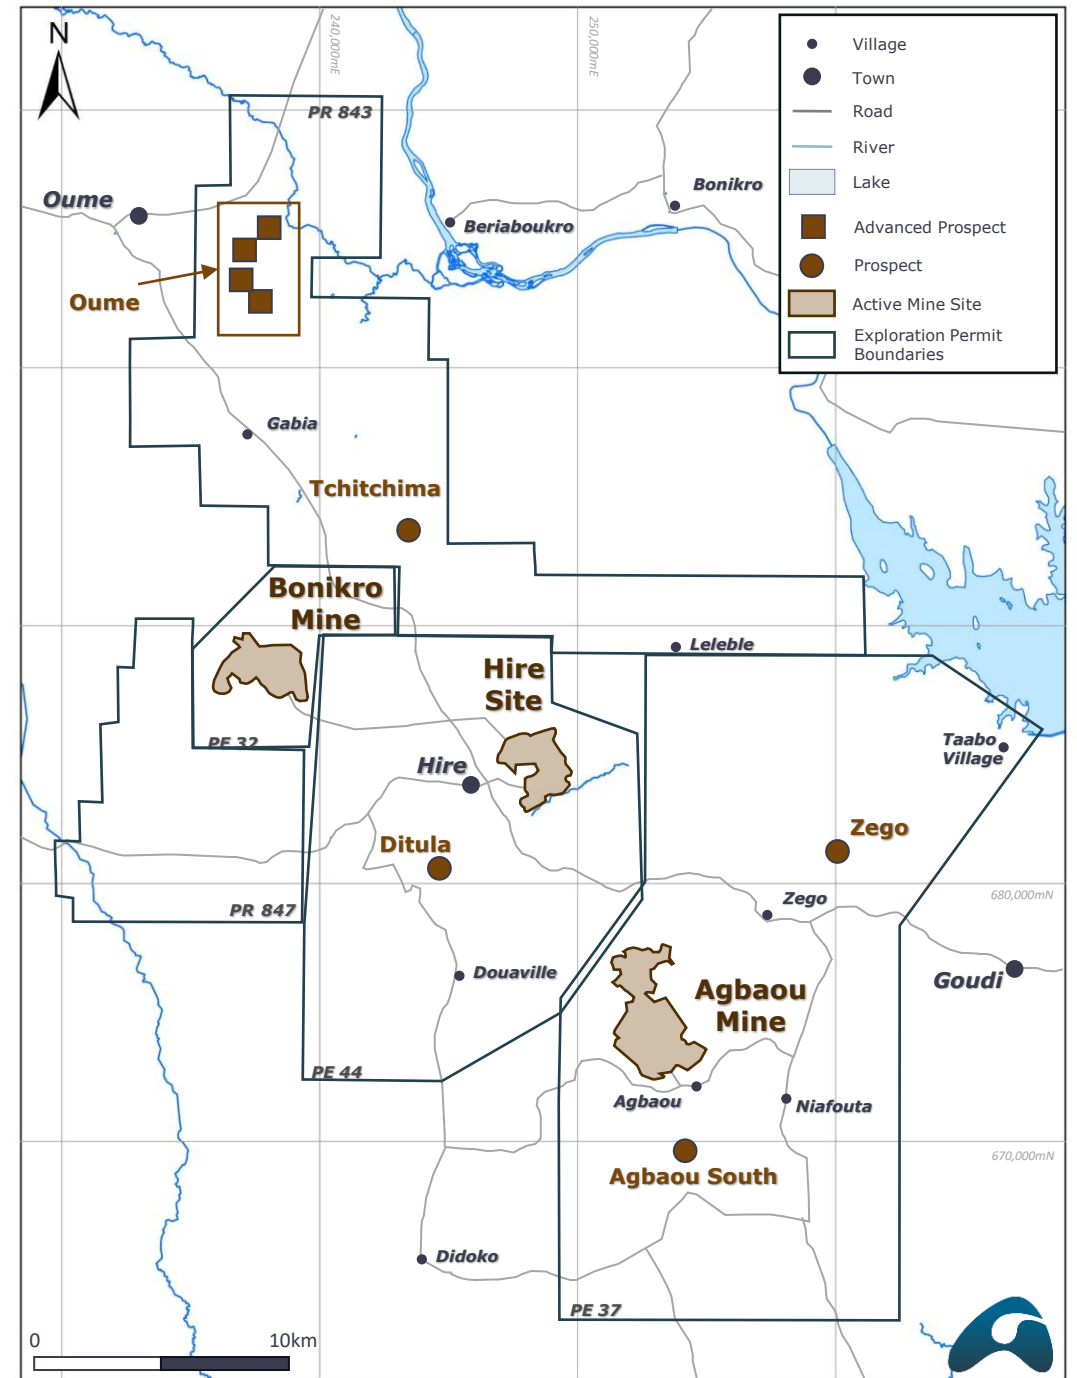 N
240,000mE
250,000mE
Village
Town
Road
River
Lake
Advanced Prospect
Prospect
Active Mine Site
Exploration Permit
Boundaries
PR 843
Oume
Bonikro
Beriaboukro
Oume
Gabia
Tchitchima
Bonikro
Mine
Leleble
Hire
Site
PE 32
Taabo
Village
Hire
Zego
Ditula
680,000mN
Zego
PR 847
Douaville
Goudi
Agbaou
Mine
PE 44
Agbaou
Niafouta
670,000mN
Agbaou South
Didoko
PE 37
0
10km